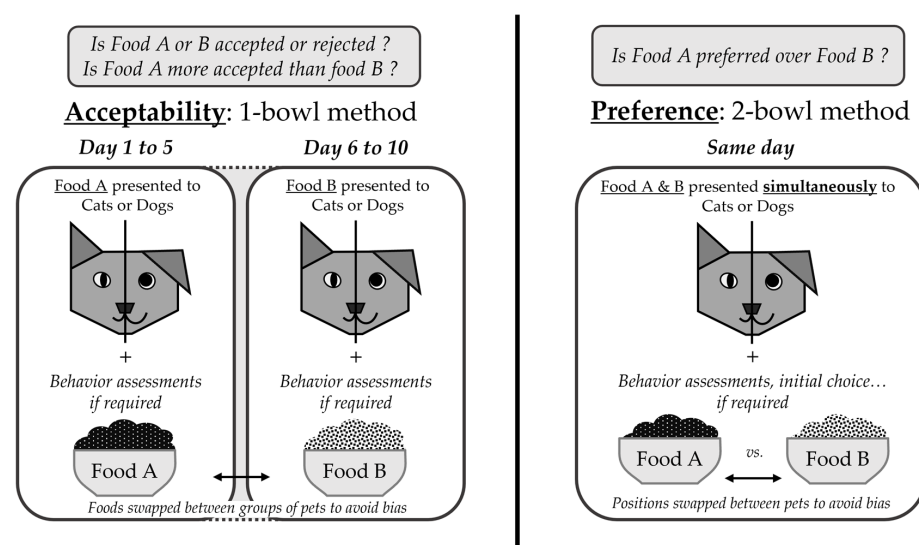 Is Food A or B accepted or rejected ?
Is Food A more accepted than food B ?
Acceptability: 1-bowl method
Day 1 to 5
Day 6 to 10
Food A presented to
Cats or Dogs
+
Behavior assessments
if required
Food A
Food B presented to
Cats or Dogs
+
Behavior assessments
if required
Food B
Foods swapped between groups of pets to avoid bias
Is Food A preferred over Food B ?
Preference: 2-bowl method
Same day
Food A & B presented simultaneously to
Cats or Dogs
+
Behavior assessments, initial choice…
if required
Food A
vs.
Food B
Positions swapped between pets to avoid bias